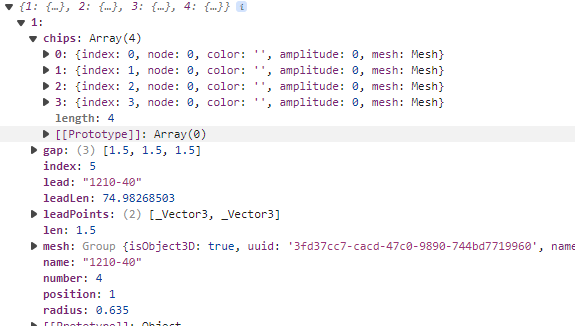 ▼ {1: {…}, 2: {…}, 3: {…}, 4: {…}} i
▼ 1:
▼ chips: Array(4)
▶ 0: {index: 0, node: 0, color: '', amplitude: 0, mesh: Mesh}
▶ 1: {index: 1, node: 0, color: '', amplitude: 0, mesh: Mesh}
▶ 2: {index: 2, node: 0, color: '', amplitude: 0, mesh: Mesh}
▶ 3: {index: 3, node: 0, color: '', amplitude: 0, mesh: Mesh}
length: 4
▶ [[Prototype]]: Array(0)
▶ gap: (3) [1.5, 1.5, 1.5]
index: 5
lead: "1210-40"
leadLen: 74.98268503
▶ leadPoints: (2) [_Vector3, _Vector3]
len: 1.5
▶ mesh: Group {isObject3D: true, uuid: '3fd37cc7-cacd-47c0-9890-744bd7719960', name
name: "1210-40"
number: 4
position: 1
radius: 0.635
▶ [[Prototype]]: Object